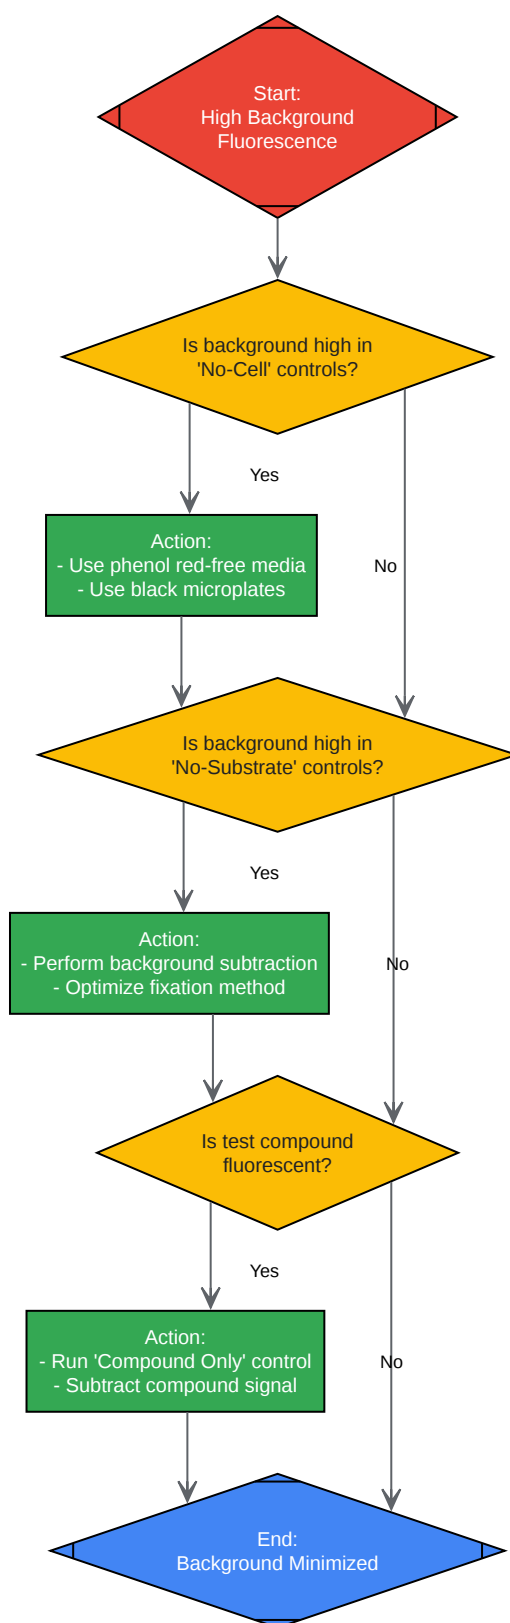 Start:
High Background
Fluorescence
Is background high in
'No-Cell' controls?
Yes
Action:
- Use phenol red-free media
- Use black microplates
No
Is background high in
'No-Substrate' controls?
Yes
Action:
- Perform background subtraction
- Optimize fixation method
No
Is test compound
fluorescent?
Yes
Action:
- Run 'Compound Only' control
- Subtract compound signal
No
End:
Background Minimized